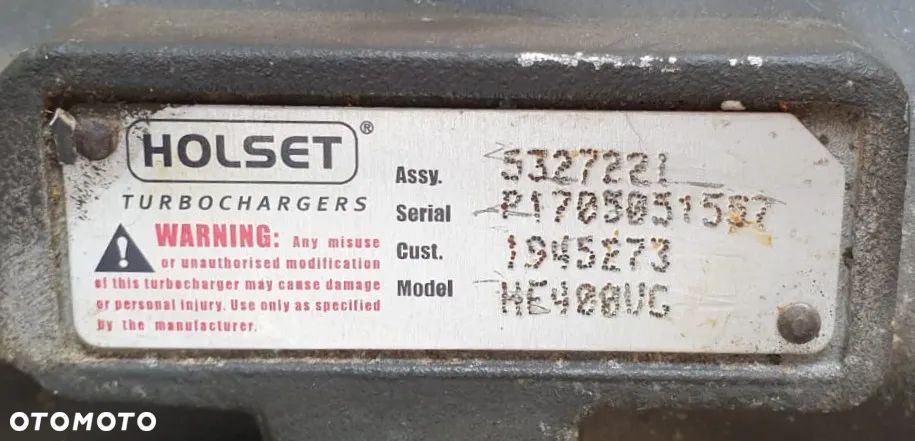 HOLSET®
TURBOCHARGERS
WARNING: Any misuse
or unauthorised modification
of this turbocharger may cause damage
or personal injury. Use only as specified
by the manufacturer.
Assy. 5327221
Serial P1705051567
Cust. 1945273
Model HE400VG
OTOMOTO